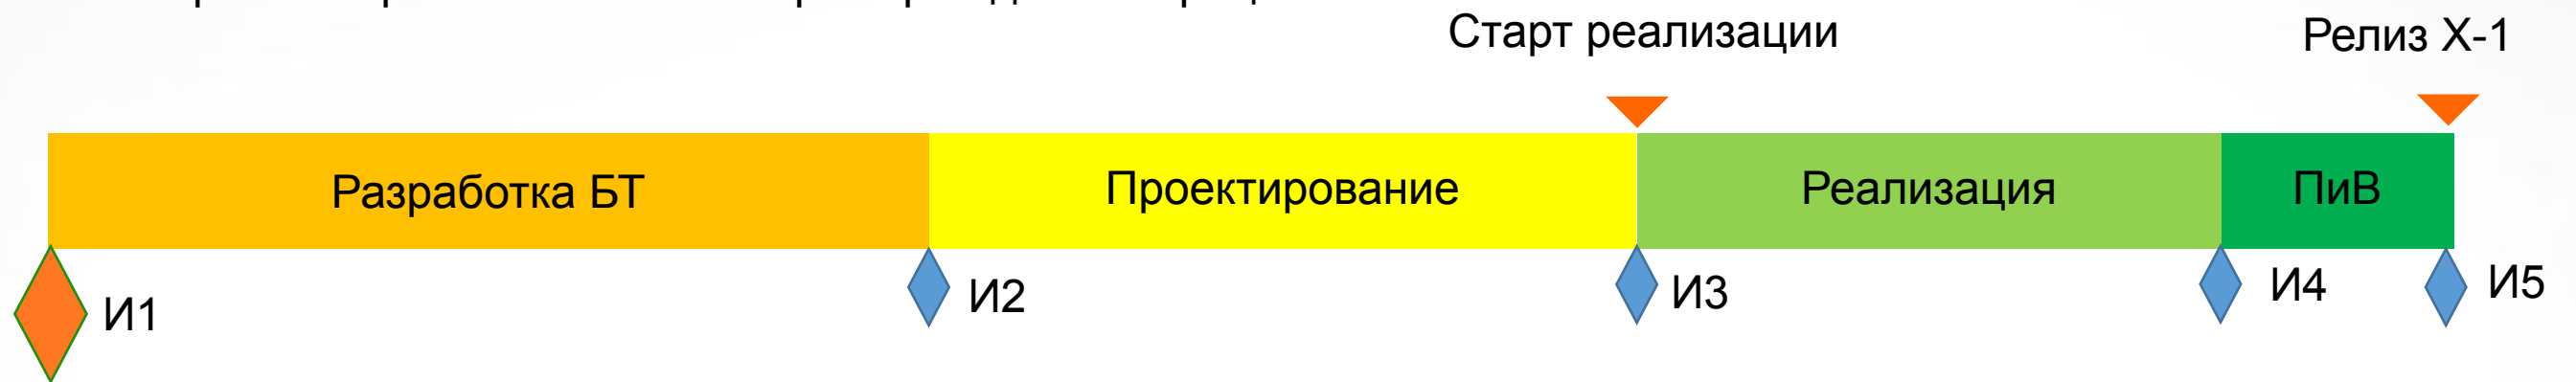 Старт реализации
Релиз Х-1
Разработка БТ
Проектирование
Реализация
ПиВ
И1
И2
И3
И4
И5